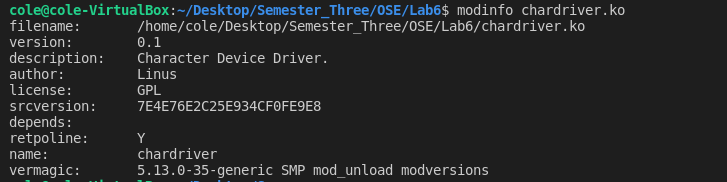 cole@cole-VirtualBox:~/Desktop/Semester_Three/OSE/Lab6$ modinfo chardriver.ko
filename:       /home/cole/Desktop/Semester_Three/OSE/Lab6/chardriver.ko
version:        0.1
description:    Character Device Driver.
author:         Linus
license:        GPL
srcversion:     7E4E76E2C25E934CF0FE9E8
depends:
retpoline:      Y
name:           chardriver
vermagic:       5.13.0-35-generic SMP mod_unload modversions